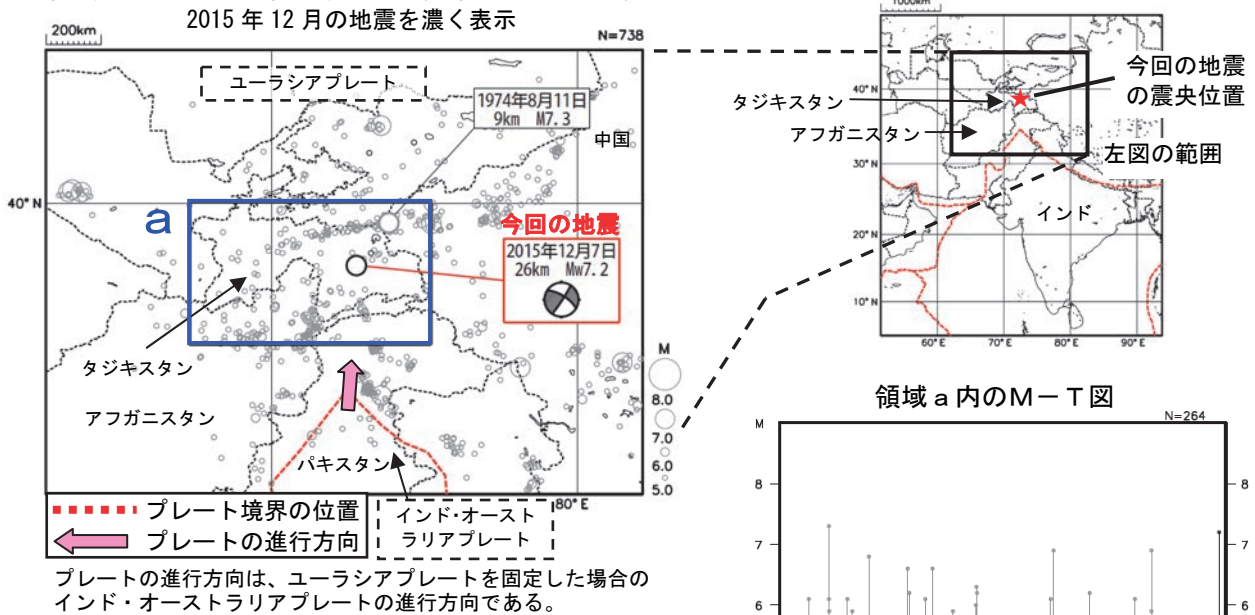 2015 年 12 月の地震を濃く表示
200km
N=738
ユーラシアプレート
1974年8月11日
9km M7.3
中国
40° N
a
今回の地震
2015年12月7日
26km Mw7.2
タジキスタン
アフガニスタン
パキスタン
M
8.0
7.0
6.0
5.0
80° E
プレート境界の位置
プレートの進行方向
インド・オースト
ラリアプレート
プレートの進行方向は、ユーラシアプレートを固定した場合の
インド・オーストラリアプレートの進行方向である。
1000km
今回の地震
の震央位置
タジキスタン
アフガニスタン
左図の範囲
インド
40° N
30° N
20° N
10° N
60° E
70° E
80° E
90° E
領域a内のM-T図
N=264
M
8
8
7
7
6
6